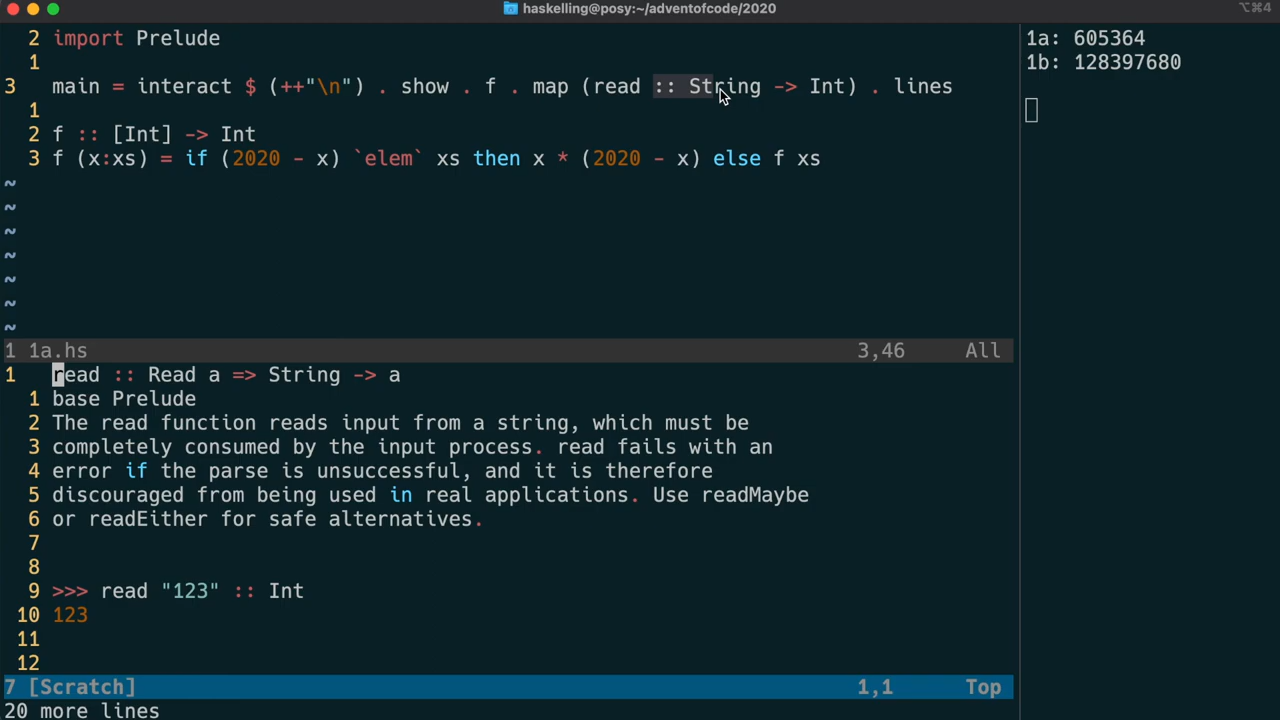 haskelling@posy:~/adventofcode/2020
⌥⌘4
2 import Prelude
1
3 main = interact $ (++"\n") . show . f . map (read :: String -> Int) . lines
1
2 f :: [Int] -> Int
3 f (x:xs) = if (2020 - x) `elem` xs then x * (2020 - x) else f xs
~
~
~
~
~
~
~
1 1a.hs 3,46 All
1 read :: Read a => String -> a
1 base Prelude
2 The read function reads input from a string, which must be
3 completely consumed by the input process. read fails with an
4 error if the parse is unsuccessful, and it is therefore
5 discouraged from being used in real applications. Use readMaybe
6 or readEither for safe alternatives.
7
8
9 >>> read "123" :: Int
10 123
11
12
7 [Scratch] 1,1 Top
20 more lines
1a: 605364
1b: 128397680